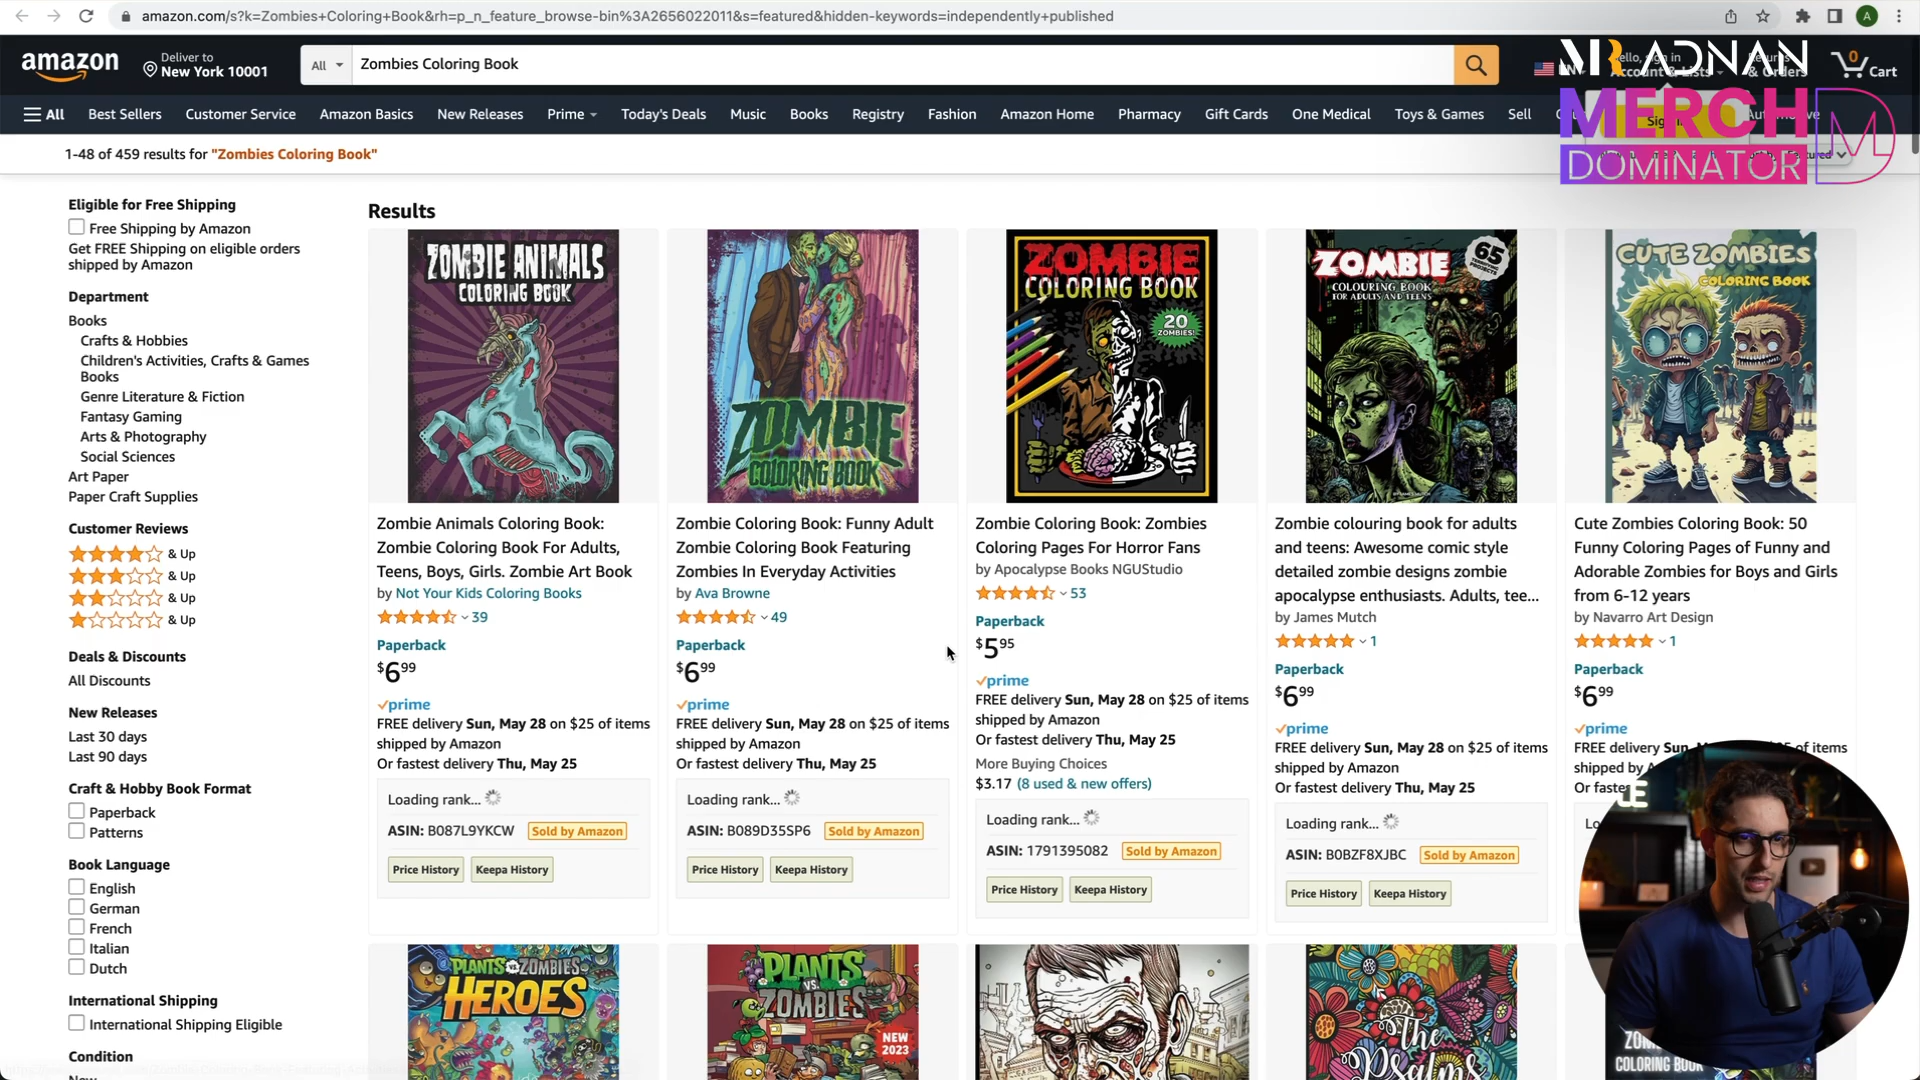 amazon.com/s?k=Zombies+Coloring+Book&rh=p_n_feature_browse-bin%3A2656022011&s=featured&hidden-keywords=independently+published
A
amazon
Deliver to
New York 10001
All
Zombies Coloring Book
Hello, sign in
Account & Lists
& Orders
0
Cart
MR ADNAN
MERCH
DOMINATOR
All
Best Sellers
Customer Service
Amazon Basics
New Releases
Prime
Today's Deals
Music
Books
Registry
Fashion
Amazon Home
Pharmacy
Gift Cards
One Medical
Toys & Games
Sell
1-48 of 459 results for "Zombies Coloring Book"
Eligible for Free Shipping
Free Shipping by Amazon
Get FREE Shipping on eligible orders
shipped by Amazon
Department
Books
Crafts & Hobbies
Children's Activities, Crafts & Games
Books
Genre Literature & Fiction
Fantasy Gaming
Arts & Photography
Social Sciences
Art Paper
Paper Craft Supplies
Customer Reviews
& Up
& Up
& Up
& Up
Deals & Discounts
All Discounts
New Releases
Last 30 days
Last 90 days
Craft & Hobby Book Format
Paperback
Patterns
Book Language
English
German
French
Italian
Dutch
International Shipping
International Shipping Eligible
Condition
New
Results
ZOMBIE ANIMALS
COLORING BOOK
Zombie Animals Coloring Book:
Zombie Coloring Book For Adults,
Teens, Boys, Girls. Zombie Art Book
by Not Your Kids Coloring Books
39
Paperback
$6.99
prime
FREE delivery Sun, May 28 on $25 of items
shipped by Amazon
Or fastest delivery Thu, May 25
Loading rank...
ASIN: B087L9YKCW Sold by Amazon
Price History Keepa History
ZOMBIE
COLORING BOOK
Zombie Coloring Book: Funny Adult
Zombie Coloring Book Featuring
Zombies In Everyday Activities
by Ava Browne
49
Paperback
$6.99
prime
FREE delivery Sun, May 28 on $25 of items
shipped by Amazon
Or fastest delivery Thu, May 25
Loading rank...
ASIN: B089D35SP6 Sold by Amazon
Price History Keepa History
ZOMBIE
COLORING BOOK
20
ZOMBIES!
Zombie Coloring Book: Zombies
Coloring Pages For Horror Fans
by Apocalypse Books NGUStudio
53
Paperback
$5.95
prime
FREE delivery Sun, May 28 on $25 of items
shipped by Amazon
Or fastest delivery Thu, May 25
More Buying Choices
$3.17 (8 used & new offers)
Loading rank...
ASIN: 1791395082 Sold by Amazon
Price History Keepa History
ZOMBIE
COLOURING BOOK
FOR ADULTS AND TEENS
65
TERRIFYING
PROJECTS
Zombie colouring book for adults
and teens: Awesome comic style
detailed zombie designs zombie
apocalypse enthusiasts. Adults, tee...
by James Mutch
1
Paperback
$6.99
prime
FREE delivery Sun, May 28 on $25 of items
shipped by Amazon
Or fastest delivery Thu, May 25
Loading rank...
ASIN: B0BZF8XJBC Sold by Amazon
Price History Keepa History
CUTE ZOMBIES
COLORING BOOK
Cute Zombies Coloring Book: 50
Funny Coloring Pages of Funny and
Adorable Zombies for Boys and Girls
from 6-12 years
by Navarro Art Design
1
Paperback
$6.99
prime
FREE delivery Sun, M of items
shipped by A
Or faste
Lo
LE
PLANTS VS. ZOMBIES
HEROES
PLANTS
VS.
ZOMBIES
NEW
2023
The
Psalms
COLORING BOOK